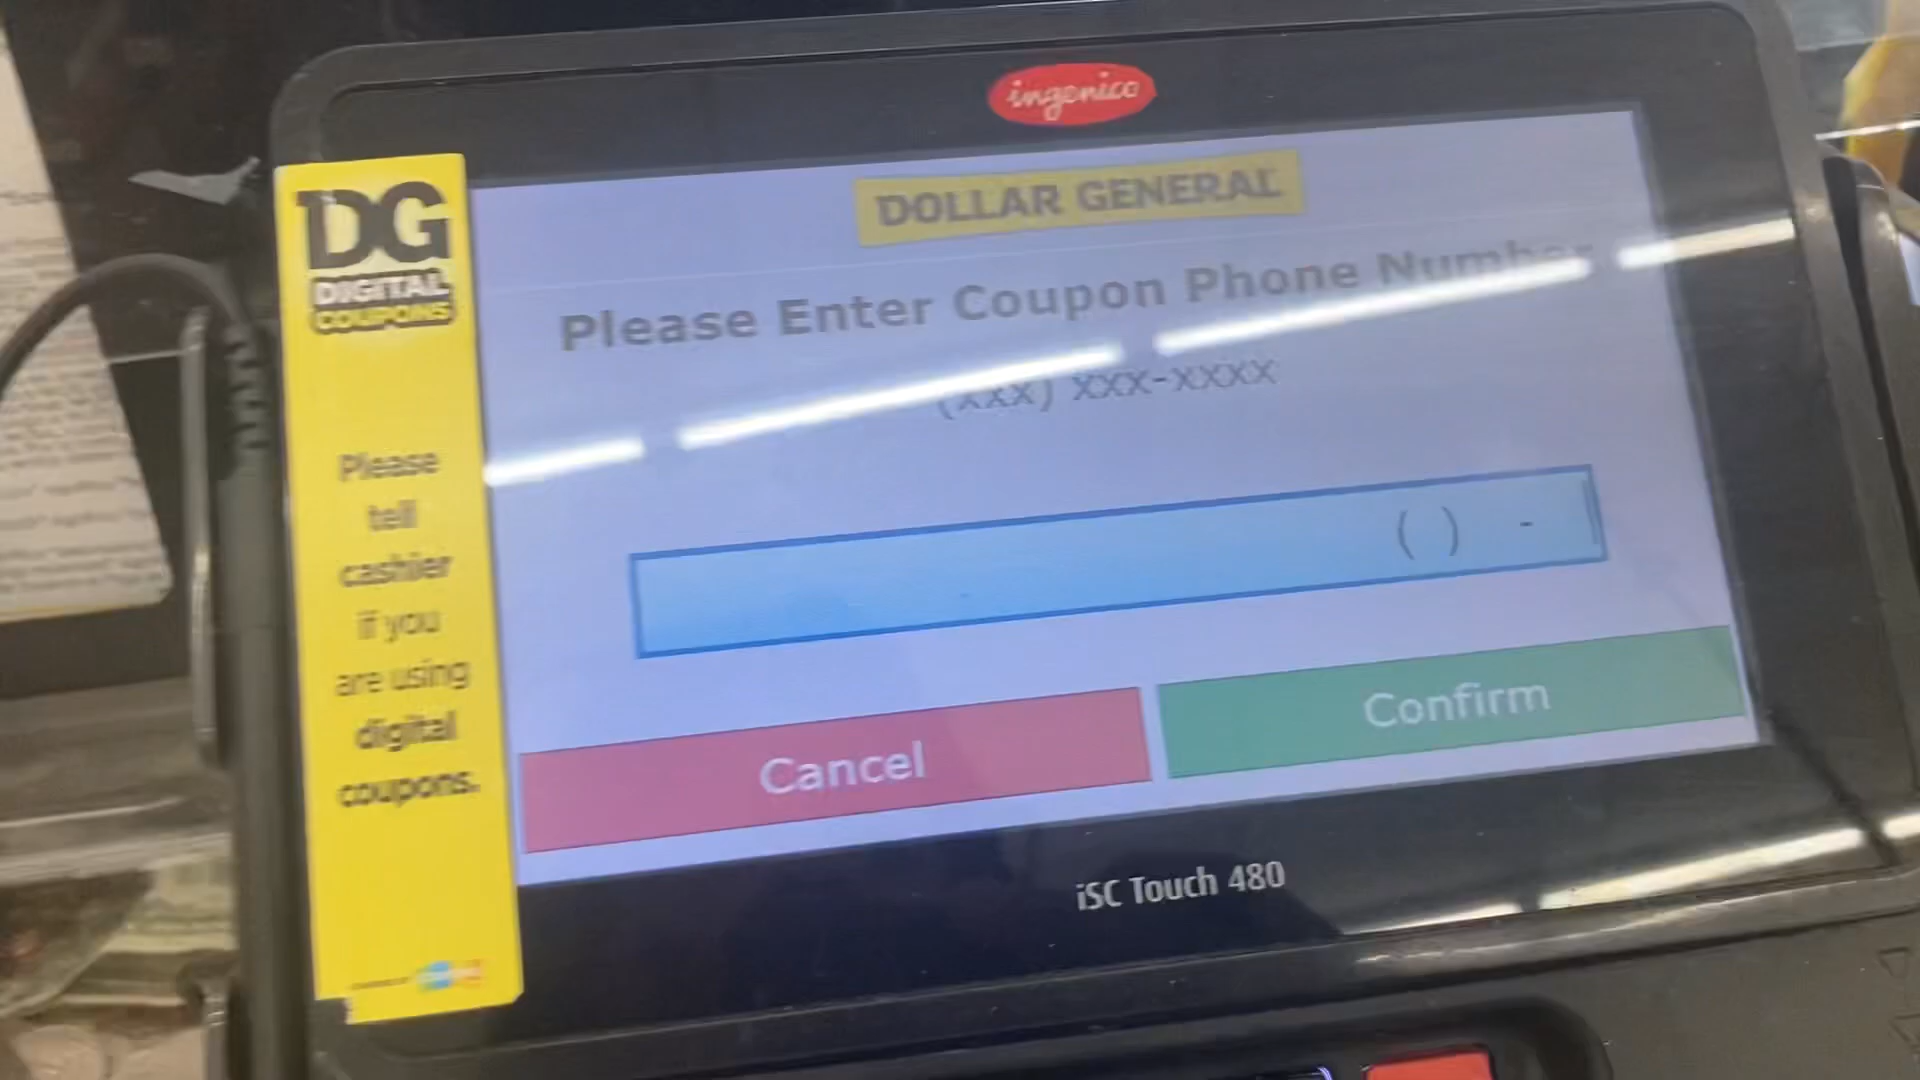 ingenico
DG
DIGITAL
COUPONS
Please
tell
cashier
if you
are using
digital
coupons.
DOLLAR GENERAL
Please Enter Coupon Phone Number
(XXX) XXX-XXXX
( ) -
Cancel
Confirm
iSC Touch 480